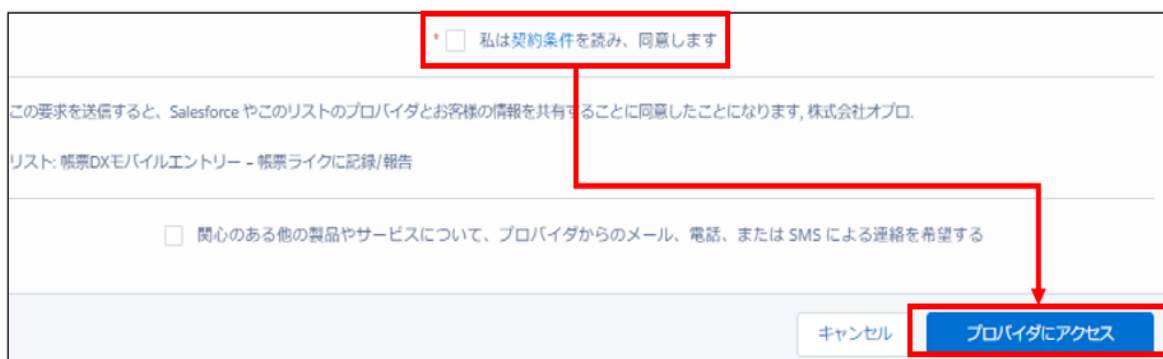 * 私は契約条件を読み、同意します
この要求を送信すると、Salesforce やこのリストのプロバイダとお客様の情報を共有することに同意したことになります, 株式会社オプロ.
リスト: 帳票DXモバイルエントリー – 帳票ライクに記録/報告
関心のある他の製品やサービスについて、プロバイダからのメール、電話、または SMS による連絡を希望する
キャンセル プロバイダにアクセス